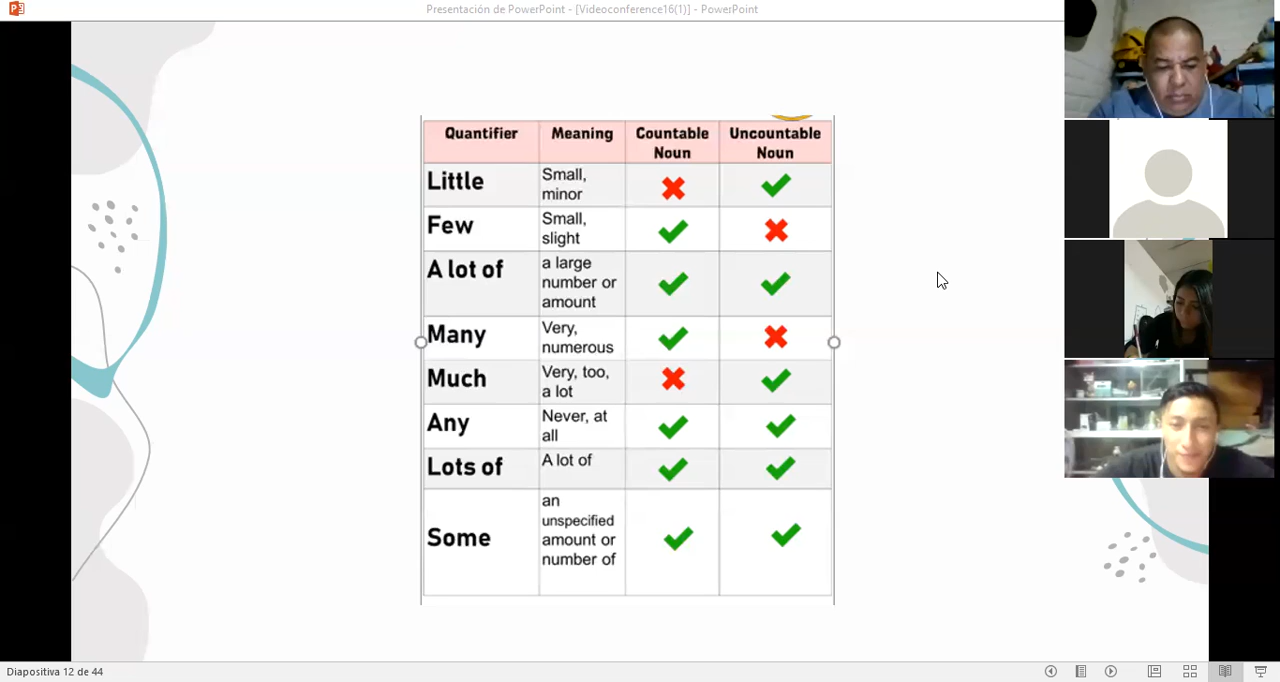 Presentación de PowerPoint - [Videoconference16(1)] - PowerPoint
Quantifier Meaning Countable Noun Uncountable Noun
Little Small, minor
Few Small, slight
A lot of a large number or amount
Many Very, numerous
Much Very, too, a lot
Any Never, at all
Lots of A lot of
Some an unspecified amount or number of
Diapositiva 12 de 44